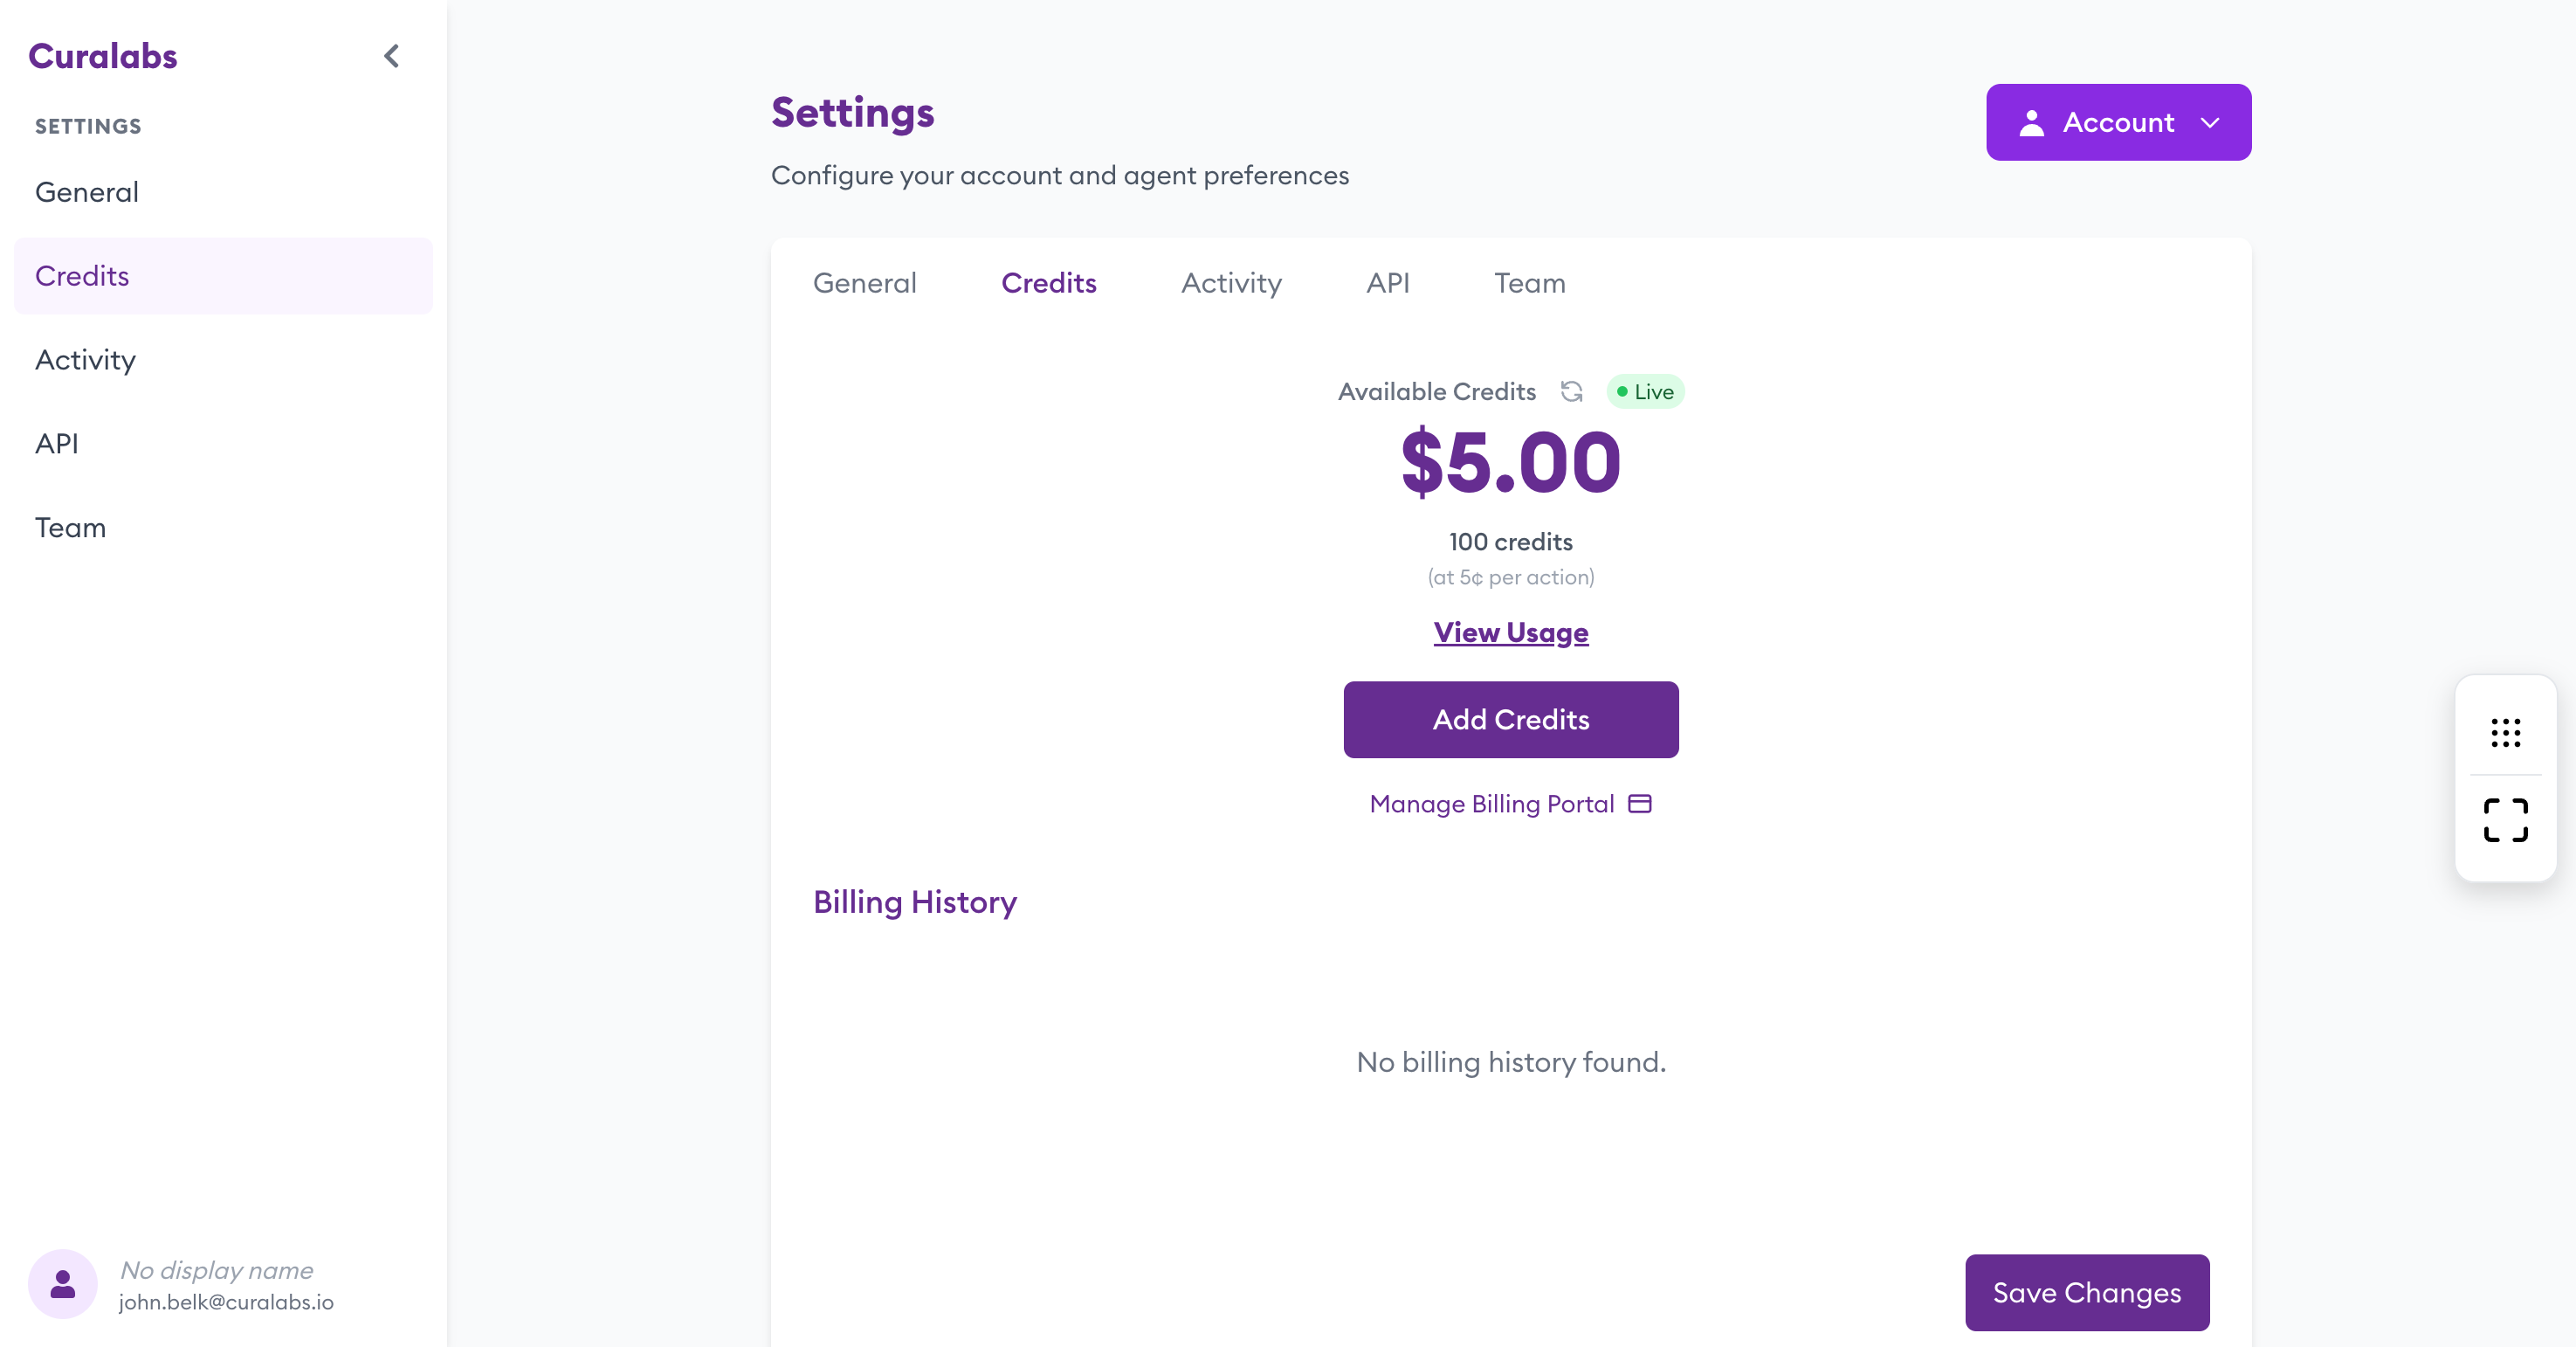 Curalabs
SETTINGS
General
Credits
Activity
API
Team
No display name
john.belk@curalabs.io
Settings
Configure your account and agent preferences
Account
General Credits Activity API Team
Available Credits Live
$5.00
100 credits
(at 5¢ per action)
View Usage
Add Credits
Manage Billing Portal
Billing History
No billing history found.
Save Changes